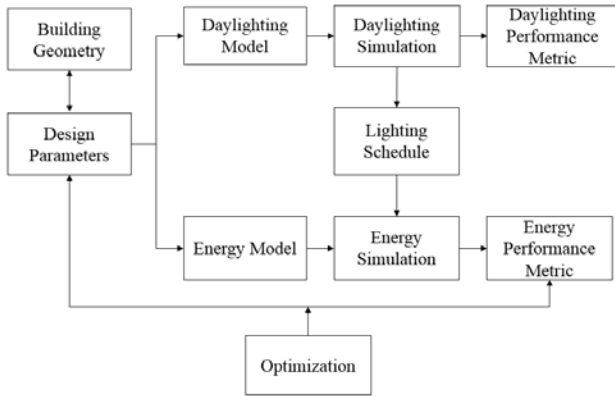 Building
Geometry
Daylighting
Model
Daylighting
Simulation
Daylighting
Performance
Metric
Design
Parameters
Lighting
Schedule
Energy Model
Energy
Simulation
Energy
Performance
Metric
Optimization